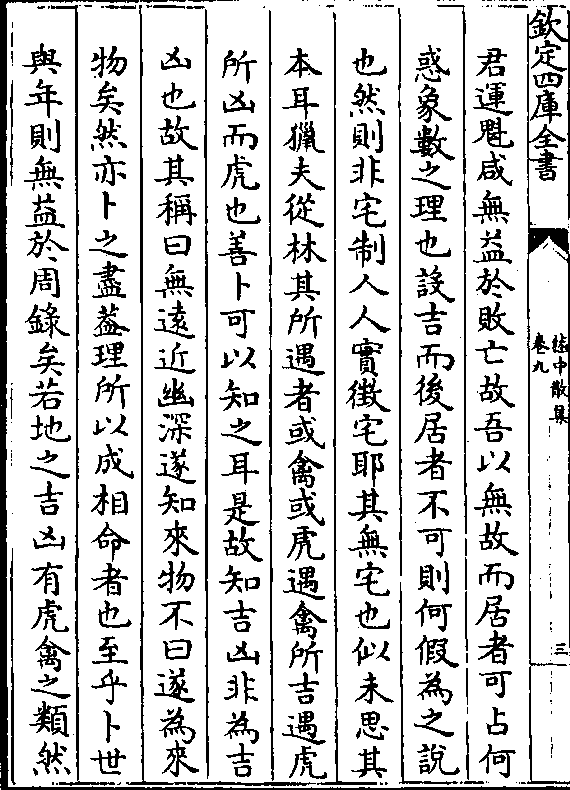 欽定四庫全書
嵇中散集
卷九
三
君運魁咸無益於敗亡故吾以無故而居者可占何
惑象數之理也設吉而後居者不可則何假為之說
也然則非宅制人人實徴宅耶其無宅也似未思其
本耳獵夫從林其所遇者或禽或虎遇禽所吉遇虎
所凶而虎也善卜可以知之耳是故知吉凶非為吉
凶也故其稱曰無遠近幽深遂知來物不曰遂為來
物矣然亦卜之盡葢理所以成相命者也至乎卜世
與年則無益於周錄矣若地之吉凶有虎禽之類然